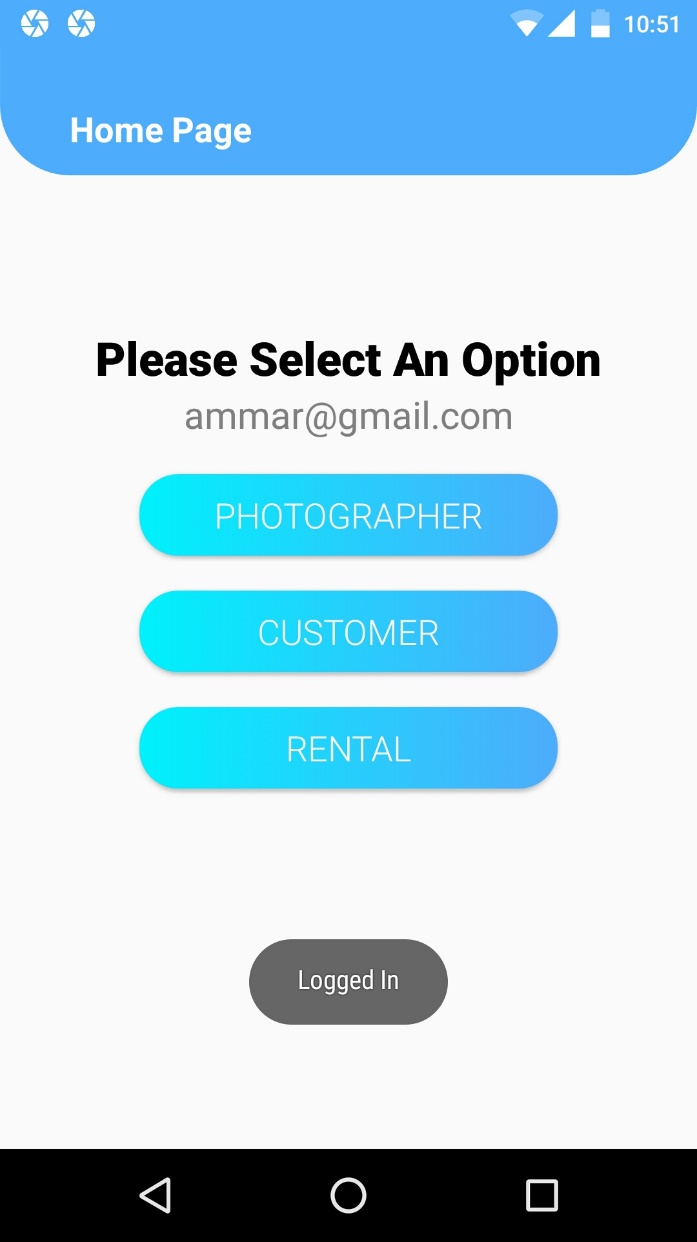 10:51
Home Page
Please Select An Option
ammar@gmail.com
PHOTOGRAPHER
CUSTOMER
RENTAL
Logged In